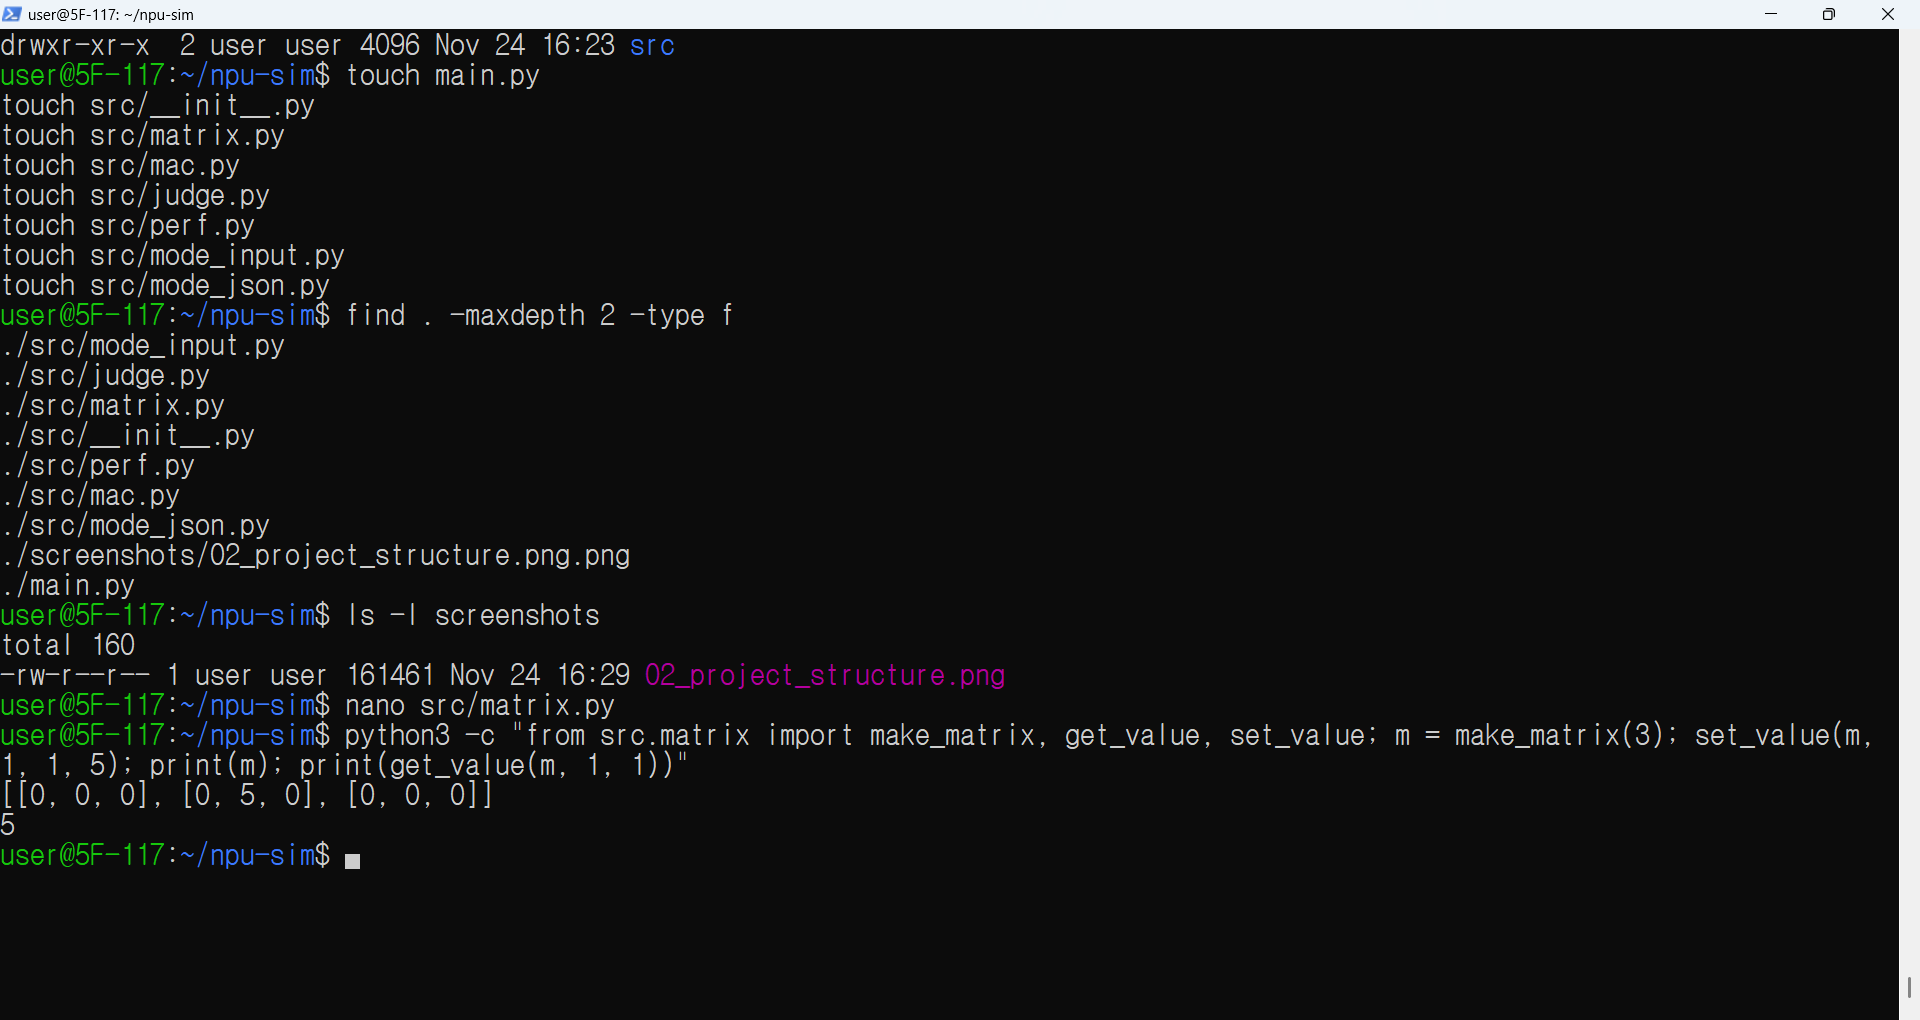 user@5F-117: ~/npu-sim
drwxr-xr-x  2 user user 4096 Nov 24 16:23 src
user@5F-117:~/npu-sim$ touch main.py
touch src/__init__.py
touch src/matrix.py
touch src/mac.py
touch src/judge.py
touch src/perf.py
touch src/mode_input.py
touch src/mode_json.py
user@5F-117:~/npu-sim$ find . -maxdepth 2 -type f
./src/mode_input.py
./src/judge.py
./src/matrix.py
./src/__init__.py
./src/perf.py
./src/mac.py
./src/mode_json.py
./screenshots/02_project_structure.png.png
./main.py
user@5F-117:~/npu-sim$ ls -l screenshots
total 160
-rw-r--r-- 1 user user 161461 Nov 24 16:29 02_project_structure.png
user@5F-117:~/npu-sim$ nano src/matrix.py
user@5F-117:~/npu-sim$ python3 -c "from src.matrix import make_matrix, get_value, set_value; m = make_matrix(3); set_value(m,
1, 1, 5); print(m); print(get_value(m, 1, 1))"
[[0, 0, 0], [0, 5, 0], [0, 0, 0]]
5
user@5F-117:~/npu-sim$